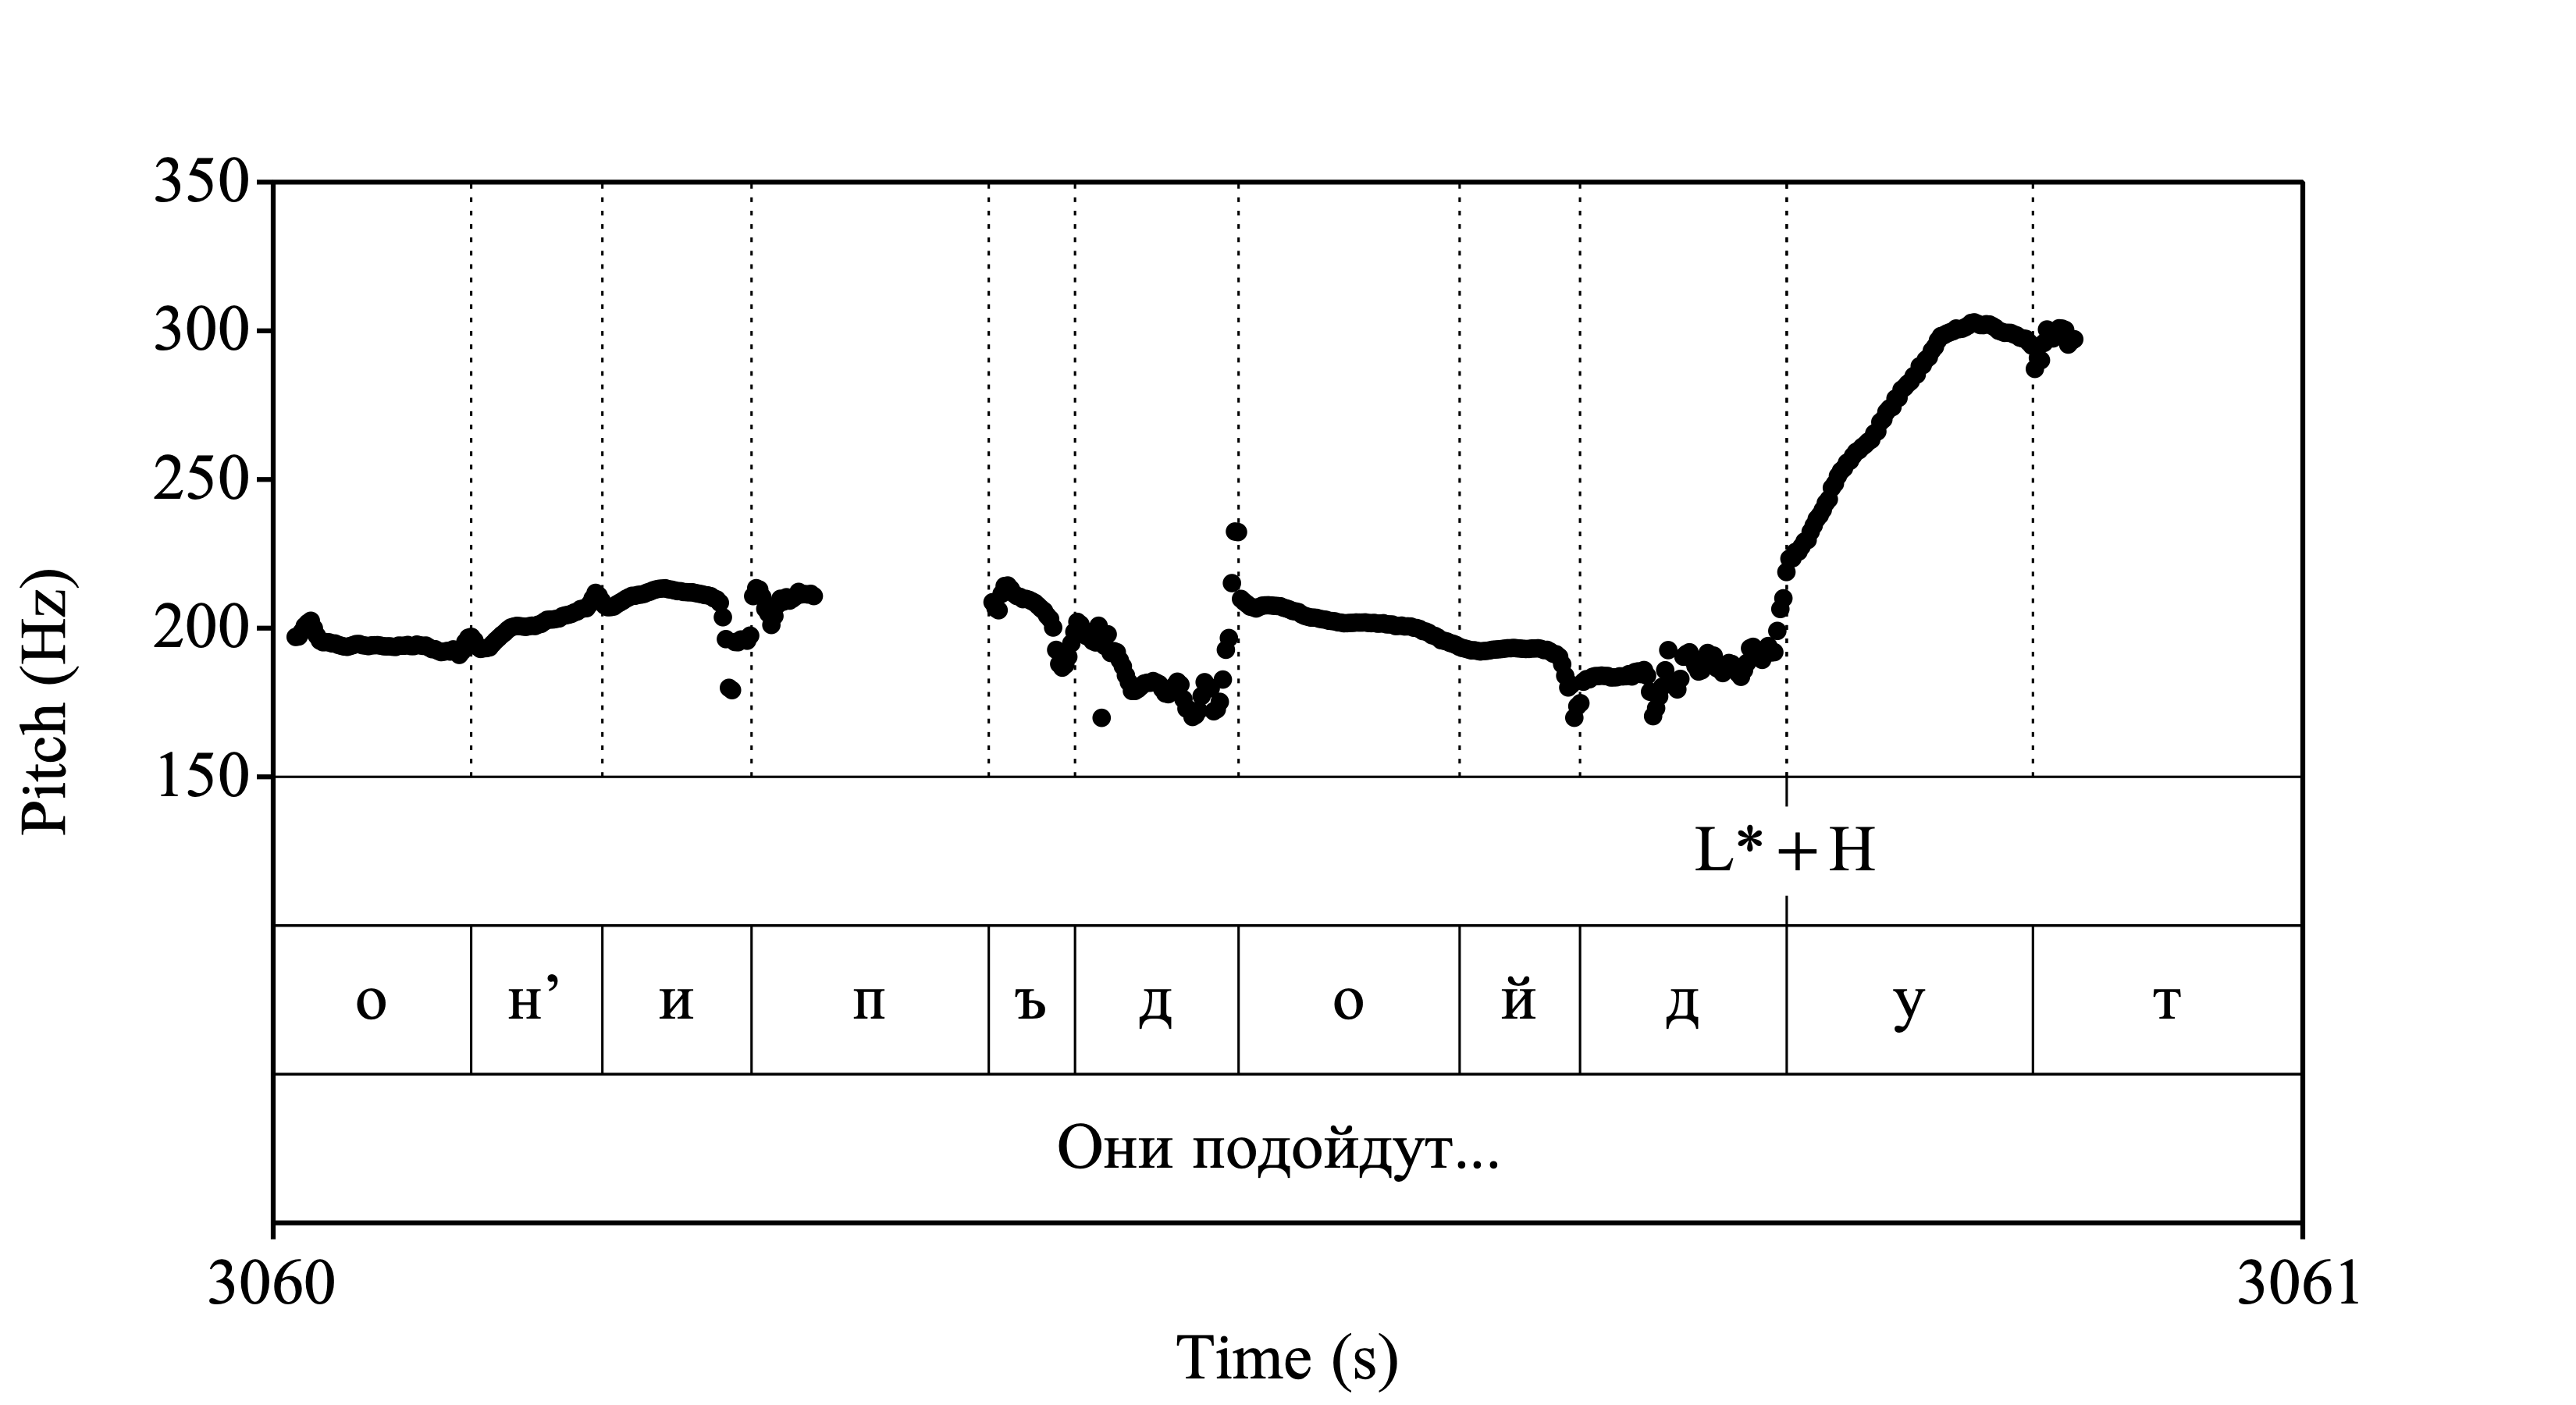 350
300
250
200
150
Pitch (Hz)
L*+H
о н’ и п ъ д о й д у т
Они подойдут...
3060 3061
Time (s)